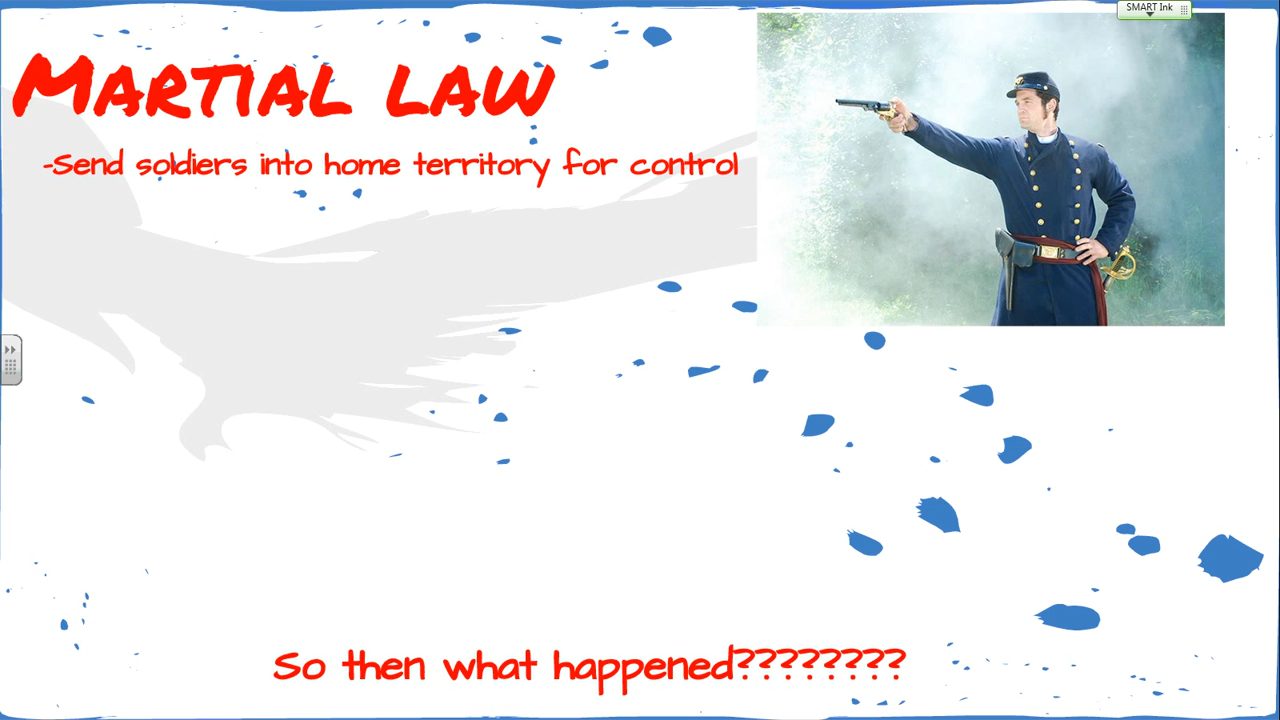 SMART Ink
Martial law
-Send soldiers into home territory for control
So then what happened????????